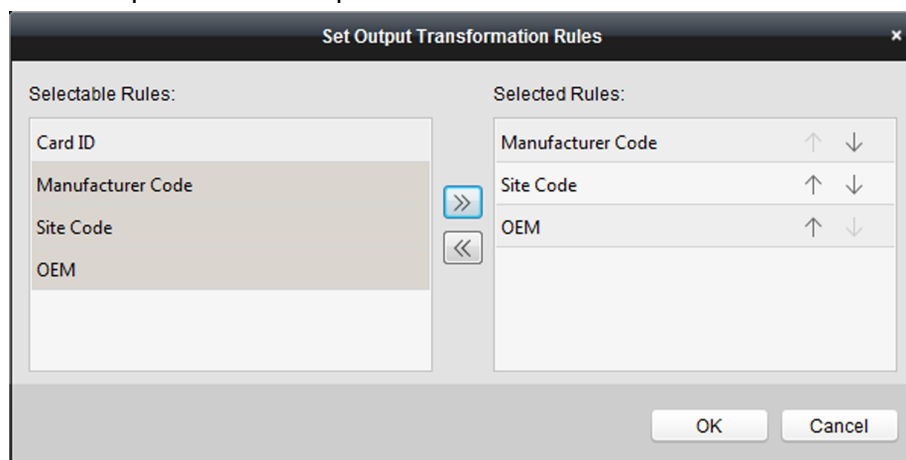 Set Output Transformation Rules
Selectable Rules:
Selected Rules:
Card ID
Manufacturer Code
Site Code
OEM
Manufacturer Code
Site Code
OEM
OK
Cancel